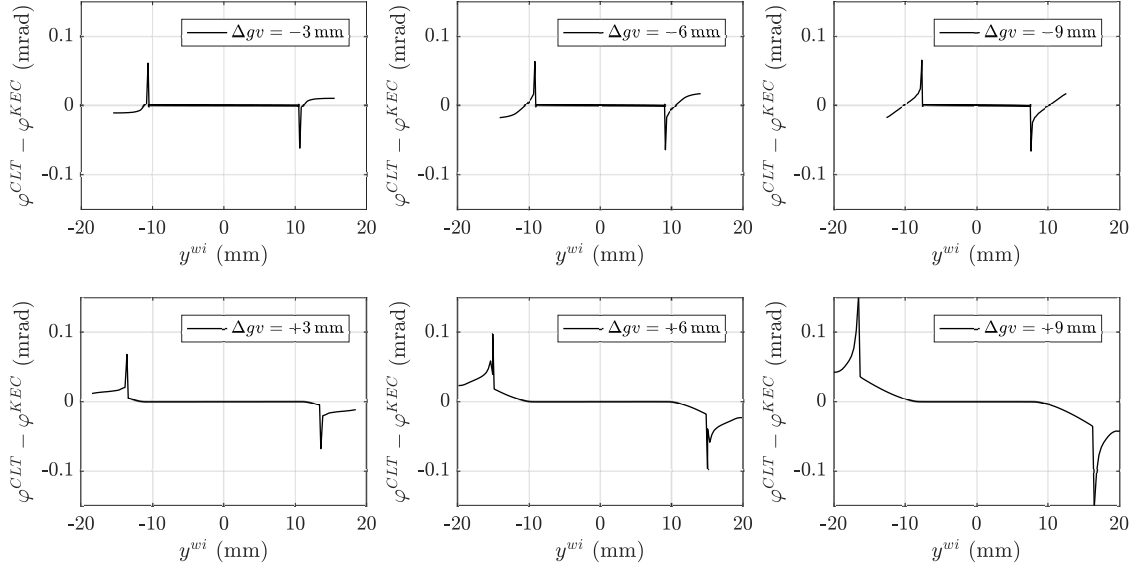 φ^CLT − φ^KEC (mrad)
0.1
0
-0.1
-20 -10 0 10 20
y^wi (mm)
Δgv = −3 mm
φ^CLT − φ^KEC (mrad)
0.1
0
-0.1
-20 -10 0 10 20
y^wi (mm)
Δgv = −6 mm
φ^CLT − φ^KEC (mrad)
0.1
0
-0.1
-20 -10 0 10 20
y^wi (mm)
Δgv = −9 mm
φ^CLT − φ^KEC (mrad)
0.1
0
-0.1
-20 -10 0 10 20
y^wi (mm)
Δgv = +3 mm
φ^CLT − φ^KEC (mrad)
0.1
0
-0.1
-20 -10 0 10 20
y^wi (mm)
Δgv = +6 mm
φ^CLT − φ^KEC (mrad)
0.1
0
-0.1
-20 -10 0 10 20
y^wi (mm)
Δgv = +9 mm